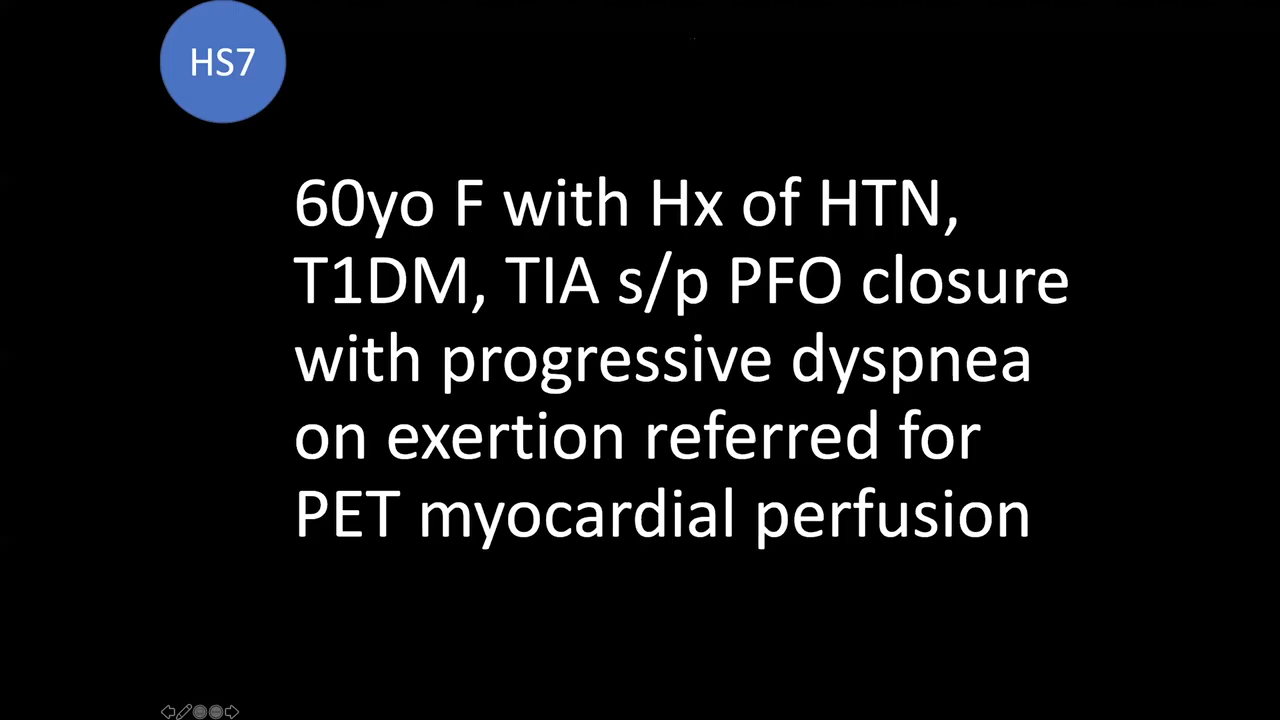 HS7
60yo F with Hx of HTN,
T1DM, TIA s/p PFO closure
with progressive dyspnea
on exertion referred for
PET myocardial perfusion